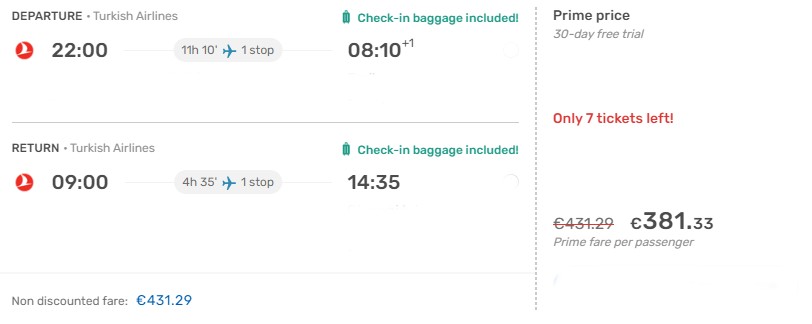 DEPARTURE • Turkish Airlines
Check-in baggage included!
22:00
11h 10' 1 stop
08:10+1
RETURN • Turkish Airlines
Check-in baggage included!
09:00
4h 35' 1 stop
14:35
Non discounted fare: €431.29
Prime price
30-day free trial
Only 7 tickets left!
€431.29 €381.33
Prime fare per passenger